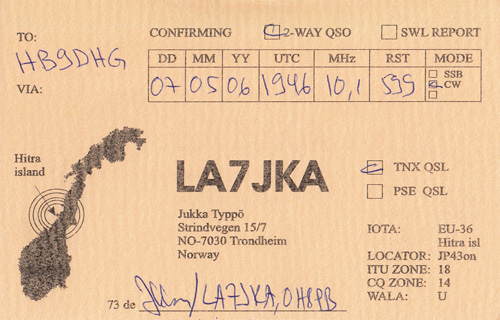 TO: CONFIRMING 2-WAY QSO SWL REPORT
HB9DHG
DD MM YY UTC MHz RST MODE
07 05 06 1946 10,1 599 SSB
CW
VIA:
Hitra
island
LA7JKA
TNX QSL
PSE QSL
Jukka Typpö
Strindvegen 15/7
NO-7030 Trondheim
Norway
IOTA: EU-36
Hitra isl
LOCATOR: JP43on
ITU ZONE: 18
CQ ZONE: 14
WALA: U
73 de /LA7JKA, OH8PB